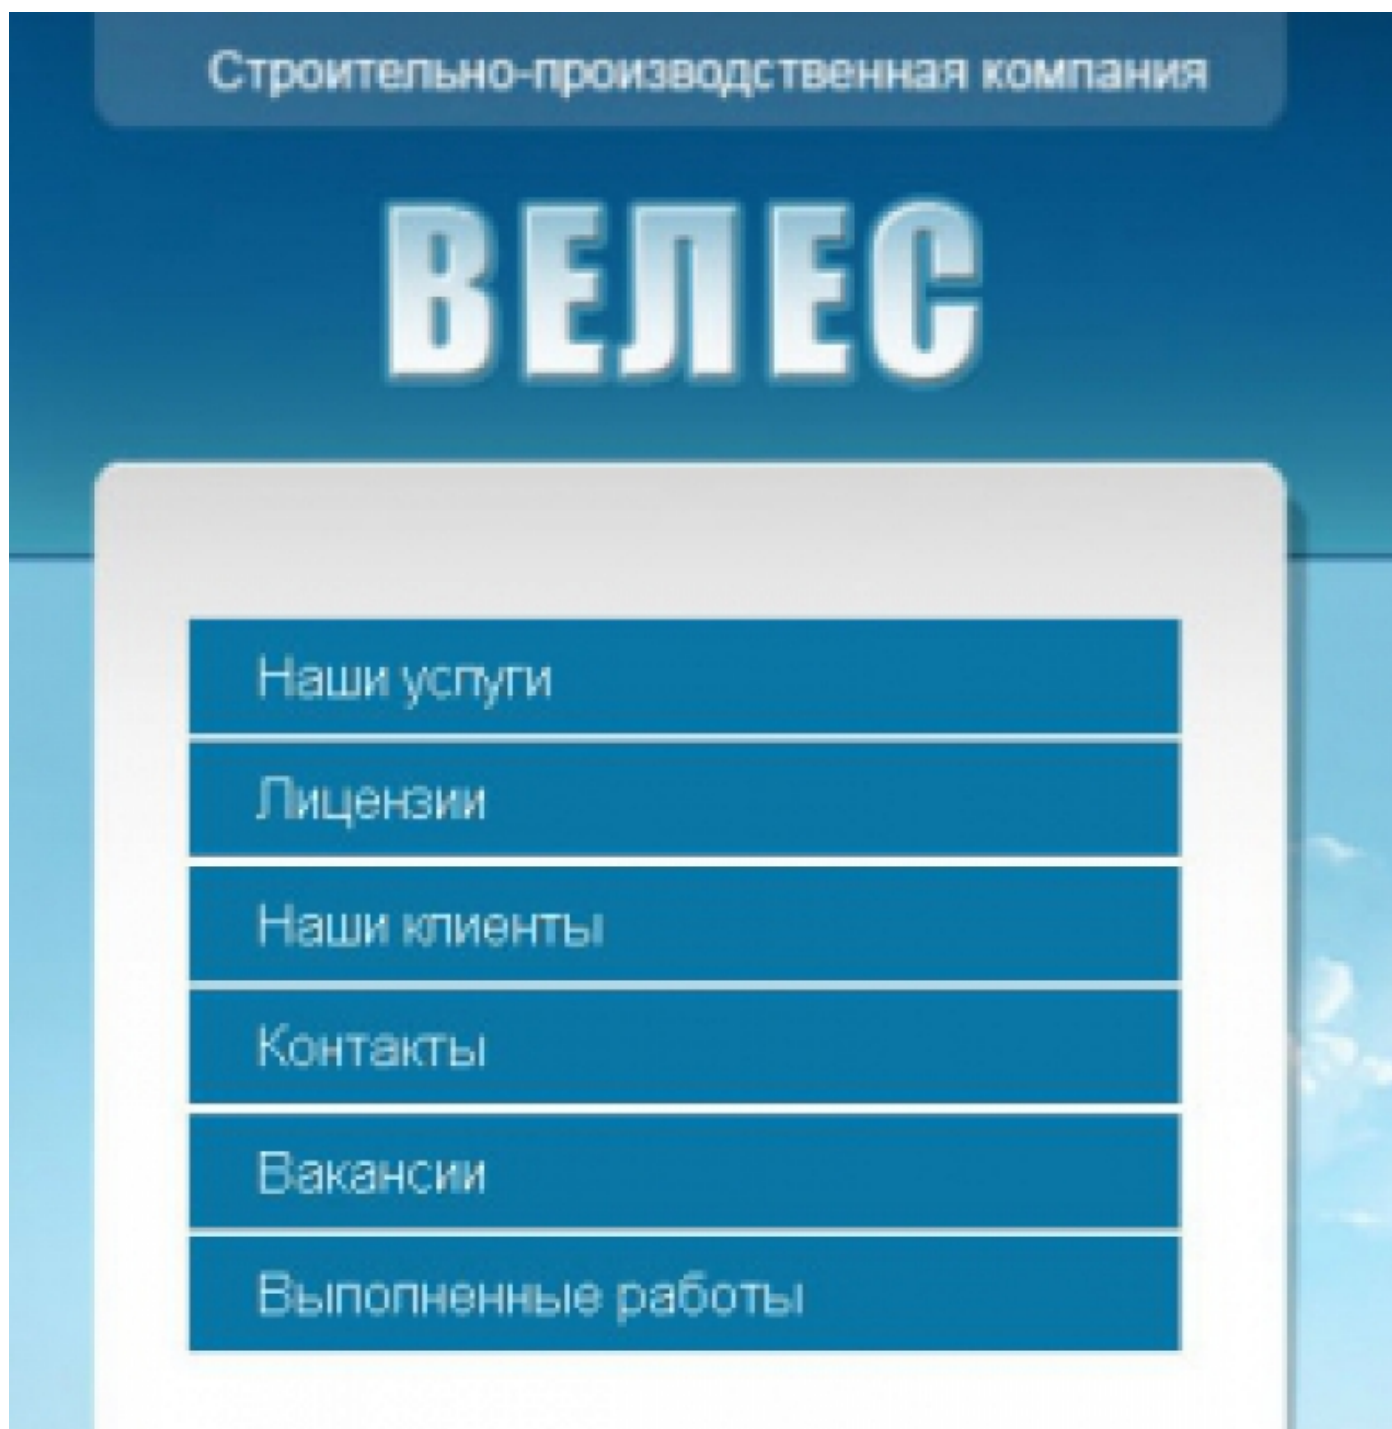 Строительно-производственная компания
ВЕЛЕС
Наши услуги
Лицензии
Наши клиенты
Контакты
Вакансии
Выполненные работы